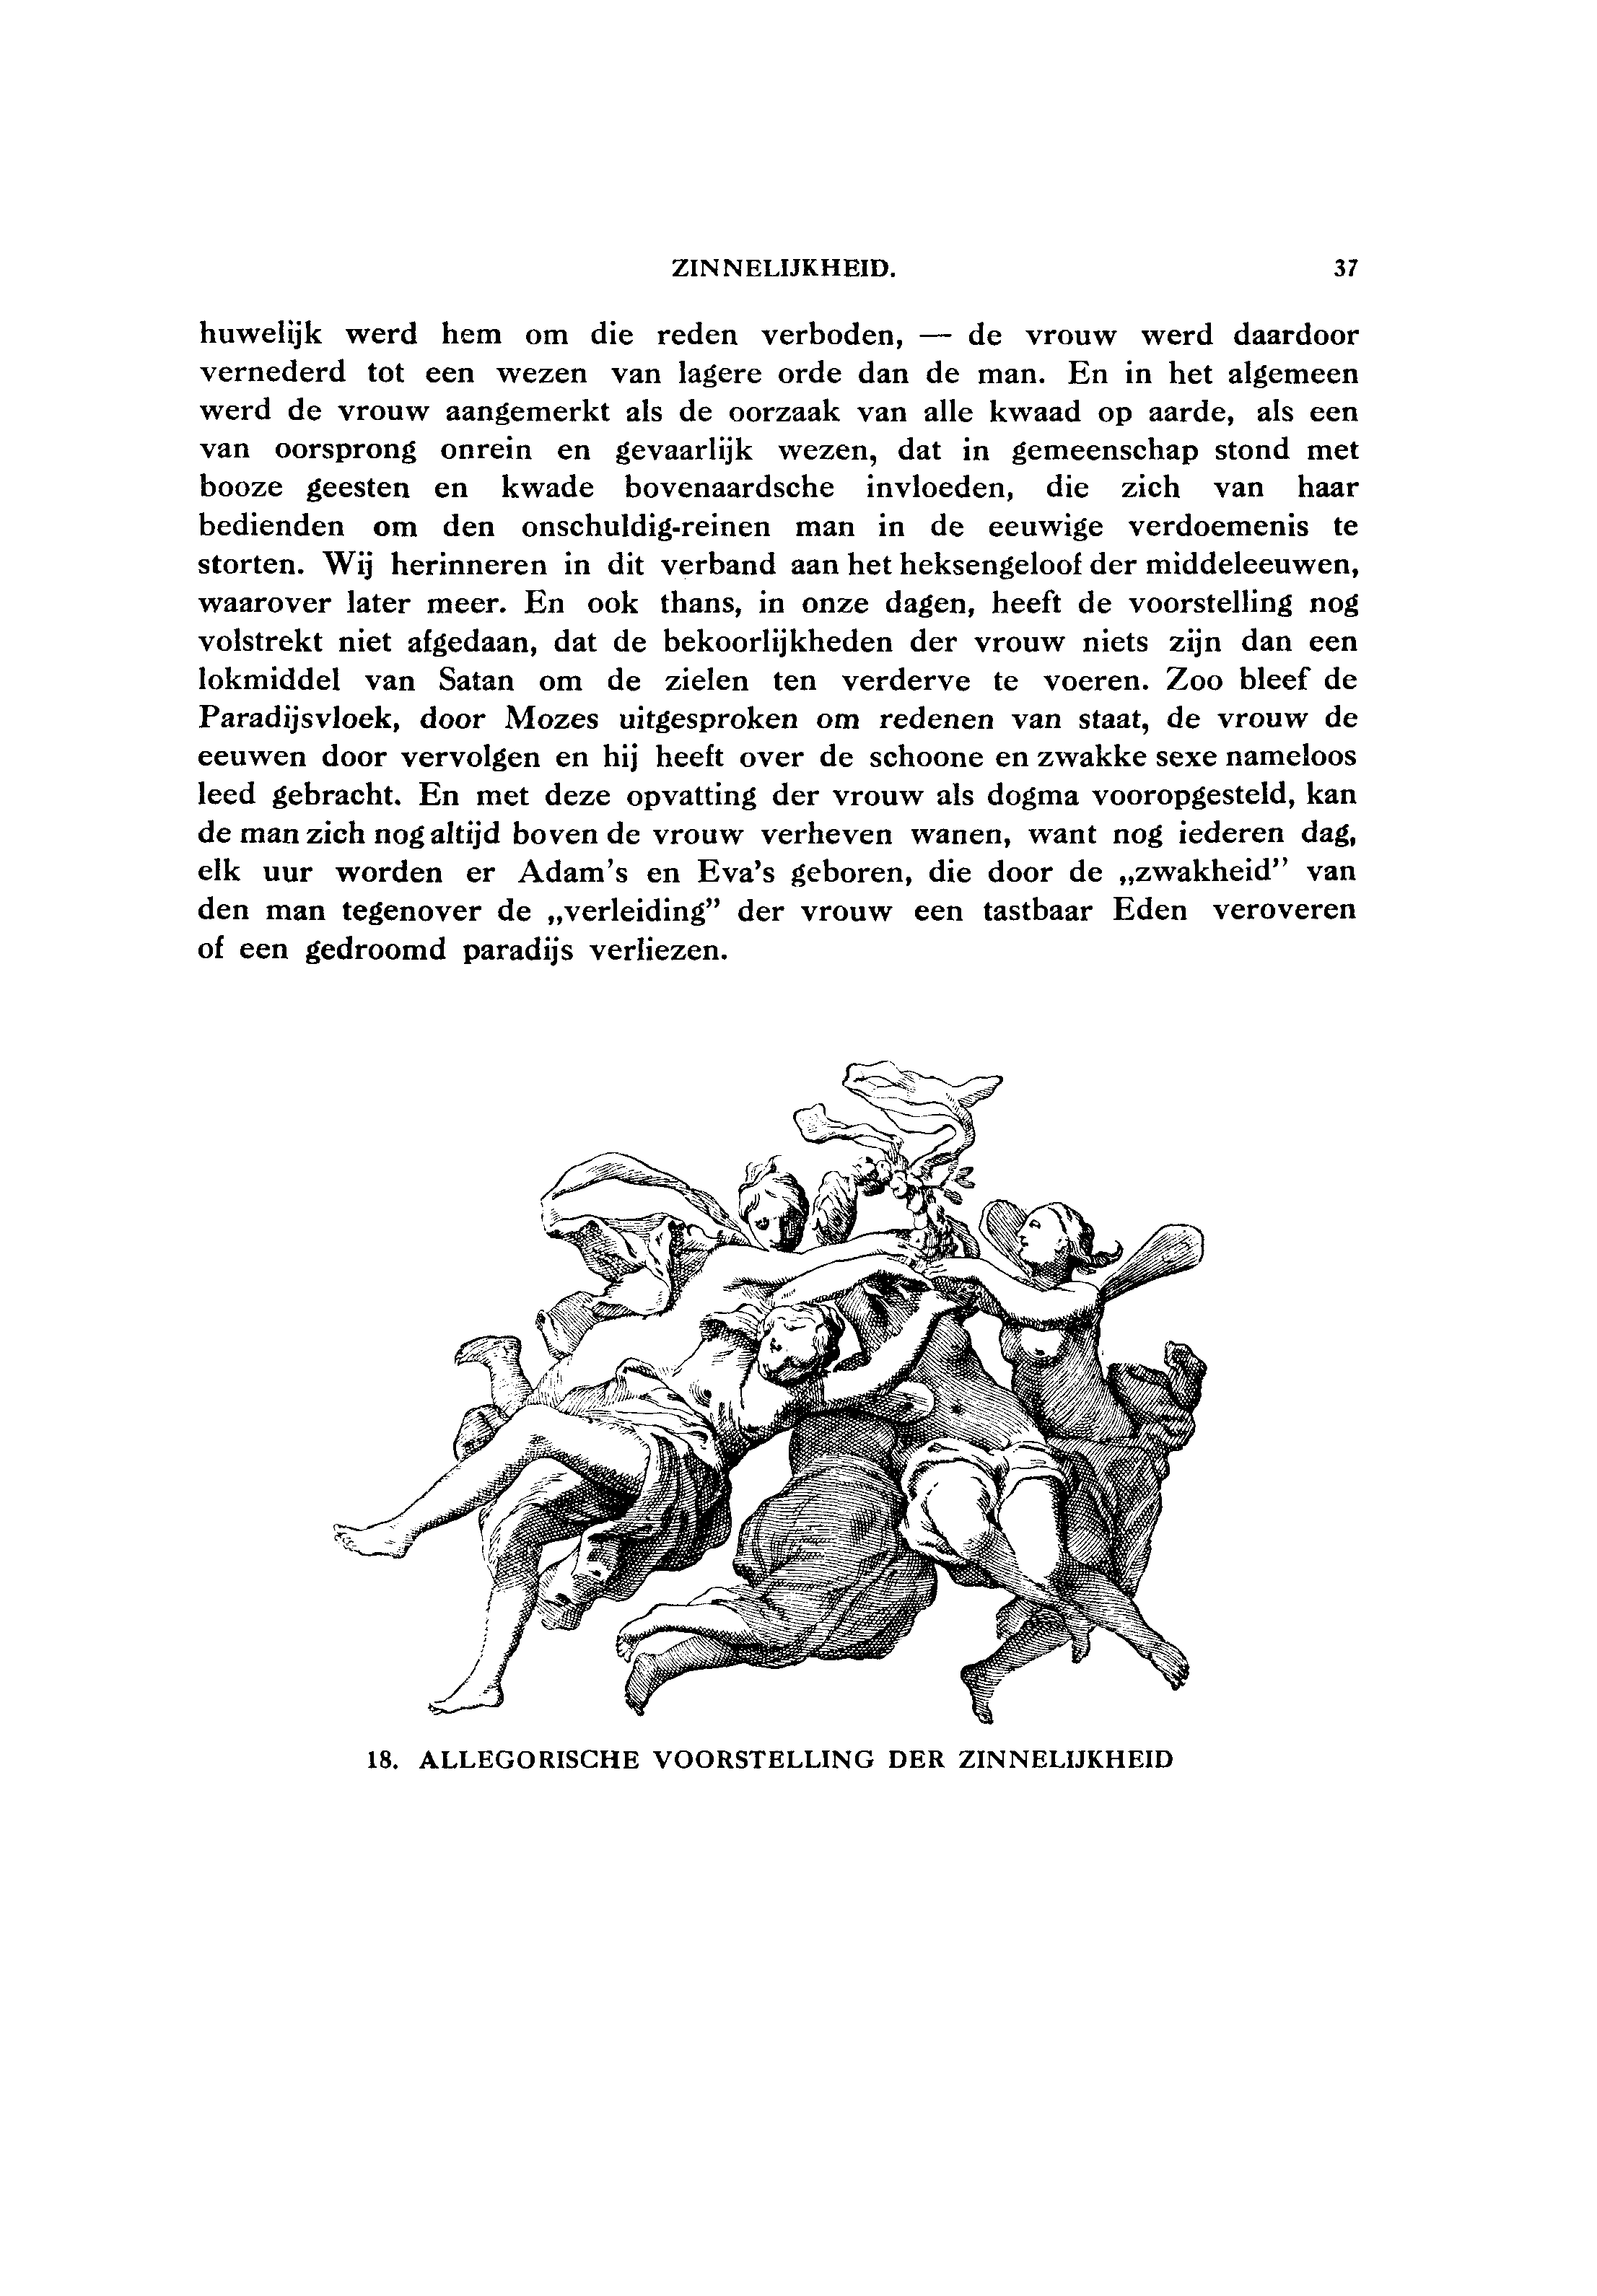 ZINNELIJKHEID. 37
huwelijk werd hem om die reden verboden, — de vrouw werd daardoor
vernederd tot een wezen van lagere orde dan de man. En in het algemeen
werd de vrouw aangemerkt als de oorzaak van alle kwaad op aarde, als een
van oorsprong onrein en gevaarlijk wezen, dat in gemeenschap stond met
booze geesten en kwade bovenaardsche invloeden, die zich van haar
bedienden om den onschuldig-reinen man in de eeuwige verdoemenis te
storten. Wij herinneren in dit verband aan het heksengeloof der middeleeuwen,
waarover later meer. En ook thans, in onze dagen, heeft de voorstelling nog
volstrekt niet afgedaan, dat de bekoorlijkheden der vrouw niets zijn dan een
lokmiddel van Satan om de zielen ten verderve te voeren. Zoo bleef de
Paradijsvloek, door Mozes uitgesproken om redenen van staat, de vrouw de
eeuwen door vervolgen en hij heeft over de schoone en zwakke sexe nameloos
leed gebracht. En met deze opvatting der vrouw als dogma vooropgesteld, kan
de man zich nog altijd boven de vrouw verheven wanen, want nog iederen dag,
elk uur worden er Adam's en Eva's geboren, die door de „zwakheid” van
den man tegenover de „verleiding” der vrouw een tastbaar Eden veroveren
of een gedroomd paradijs verliezen.
18. ALLEGORISCHE VOORSTELLING DER ZINNELIJKHEID